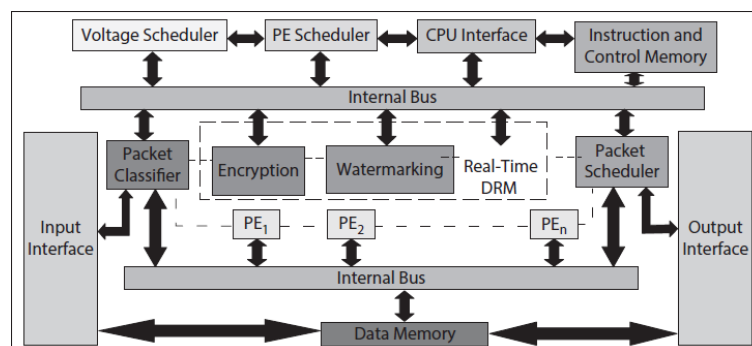 Voltage Scheduler
PE Scheduler
CPU Interface
Instruction and
Control Memory
Internal Bus
Packet
Classifier
Encryption
Watermarking
Real-Time
DRM
Packet
Scheduler
Input
Interface
PE1
PE2
PEn
Output
Interface
Internal Bus
Data Memory